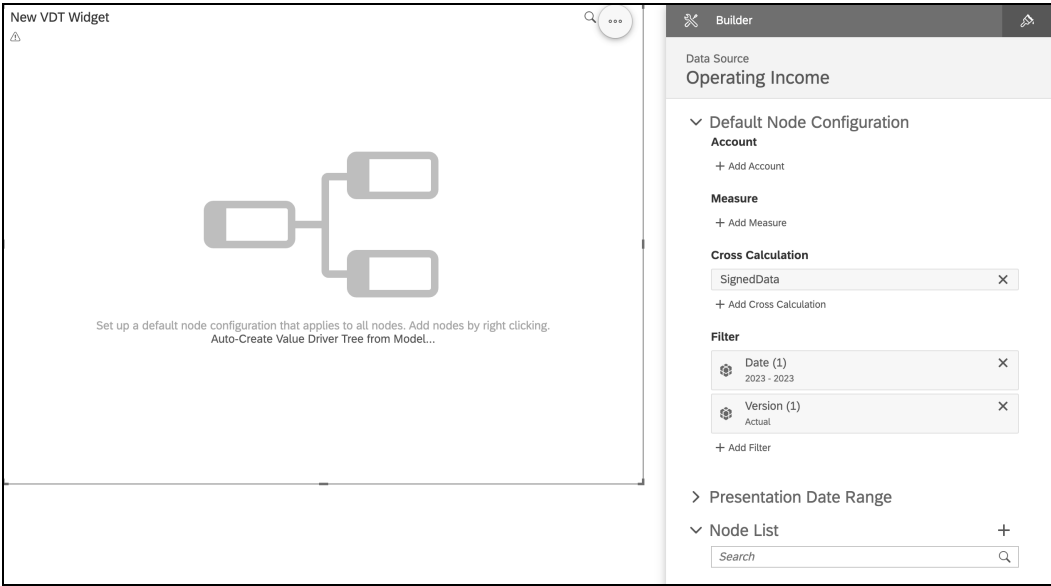 New VDT Widget
Set up a default node configuration that applies to all nodes. Add nodes by right clicking.
Auto-Create Value Driver Tree from Model...
Builder
Data Source
Operating Income
Default Node Configuration
Account
+ Add Account
Measure
+ Add Measure
Cross Calculation
SignedData
+ Add Cross Calculation
Filter
Date (1)
2023 - 2023
Version (1)
Actual
+ Add Filter
Presentation Date Range
Node List
Search